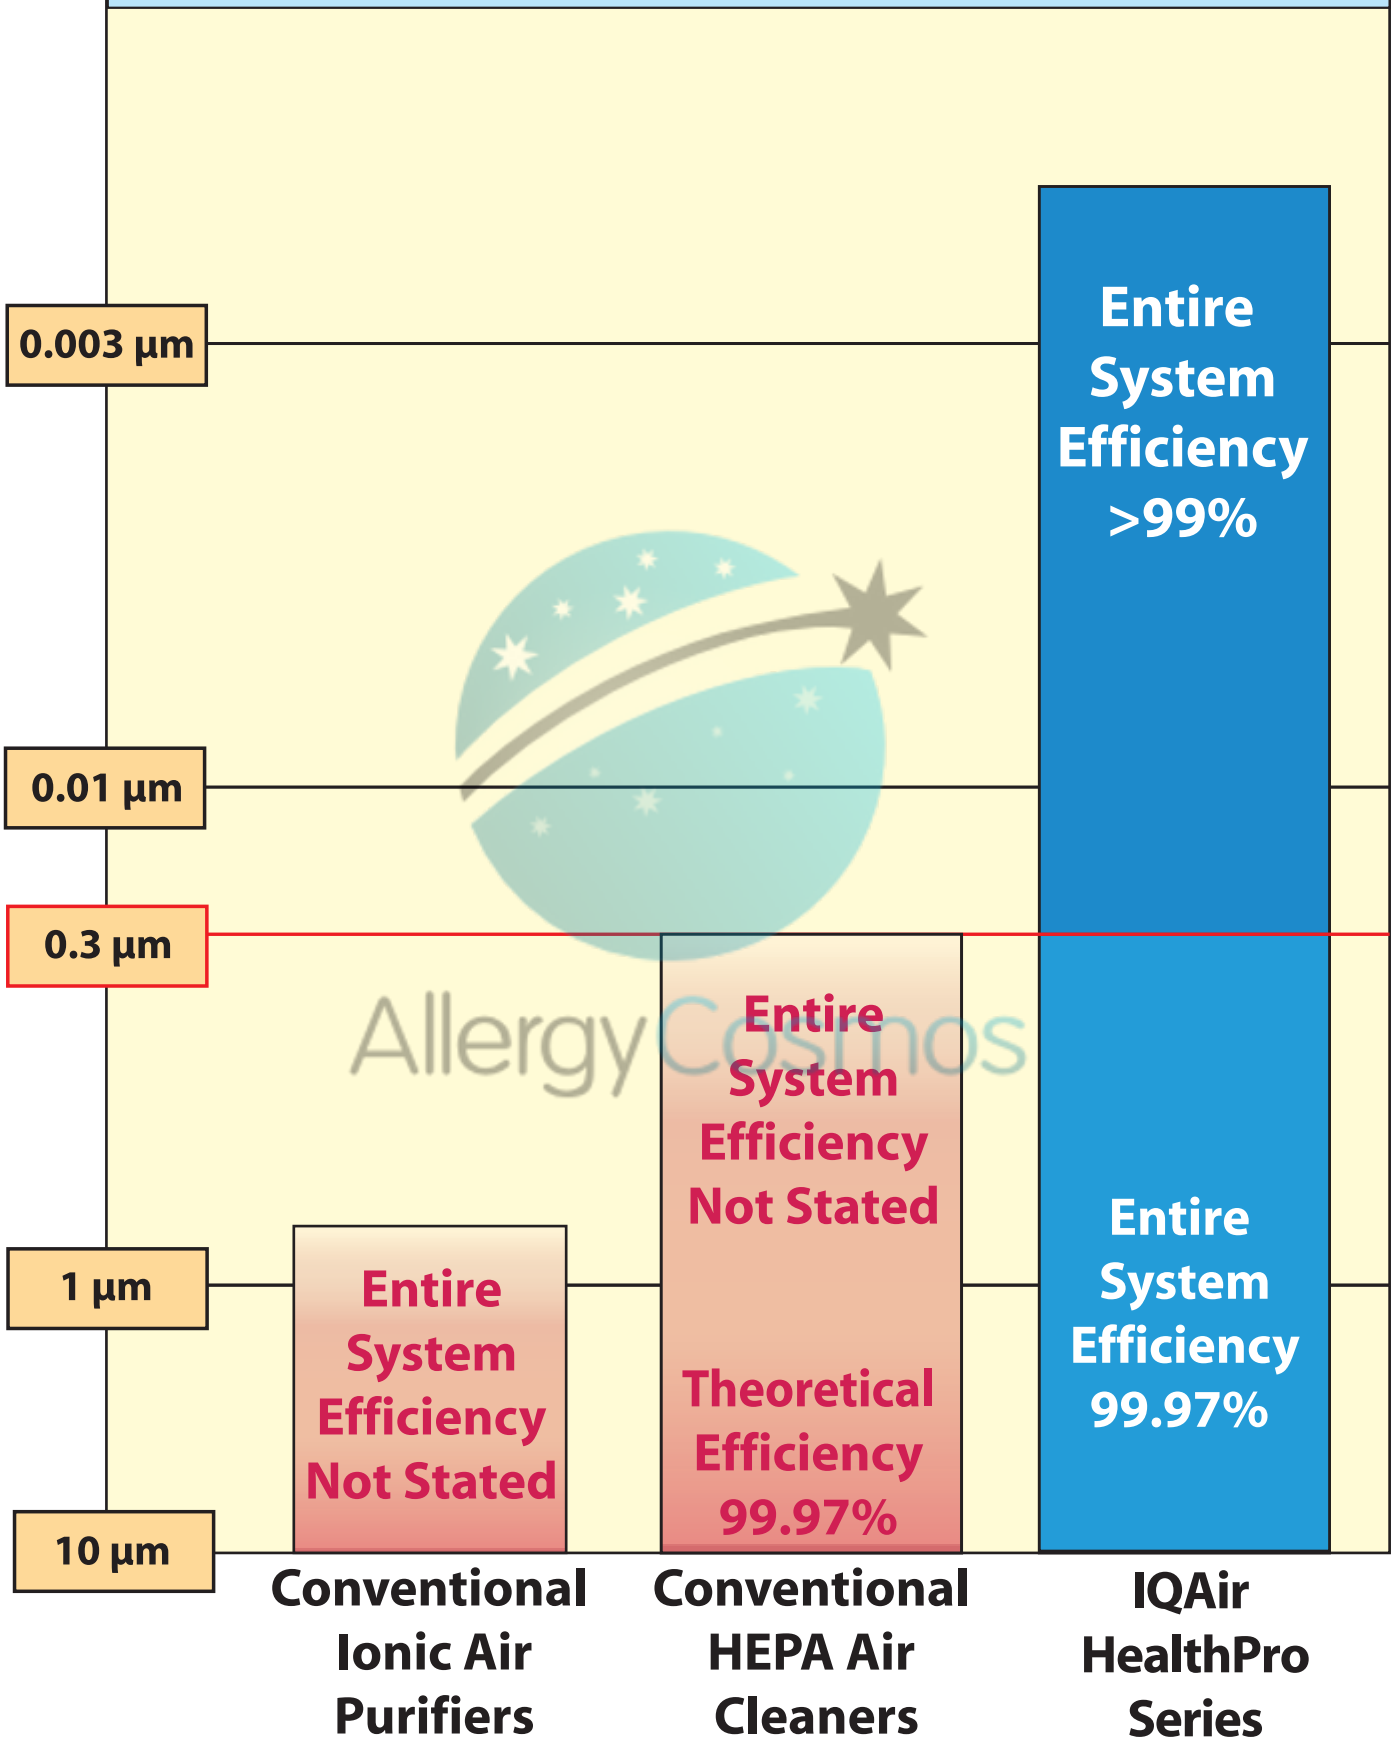 0.003 µm
0.01 µm
0.3 µm
1 µm
10 µm
Entire
System
Efficiency
>99%
Entire
System
Efficiency
99.97%
Entire
System
Efficiency
Not Stated
Theoretical
Efficiency
99.97%
Entire
System
Efficiency
Not Stated
AllergyCosmos
Conventional
Ionic Air
Purifiers
Conventional
HEPA Air
Cleaners
IQAir
HealthPro
Series